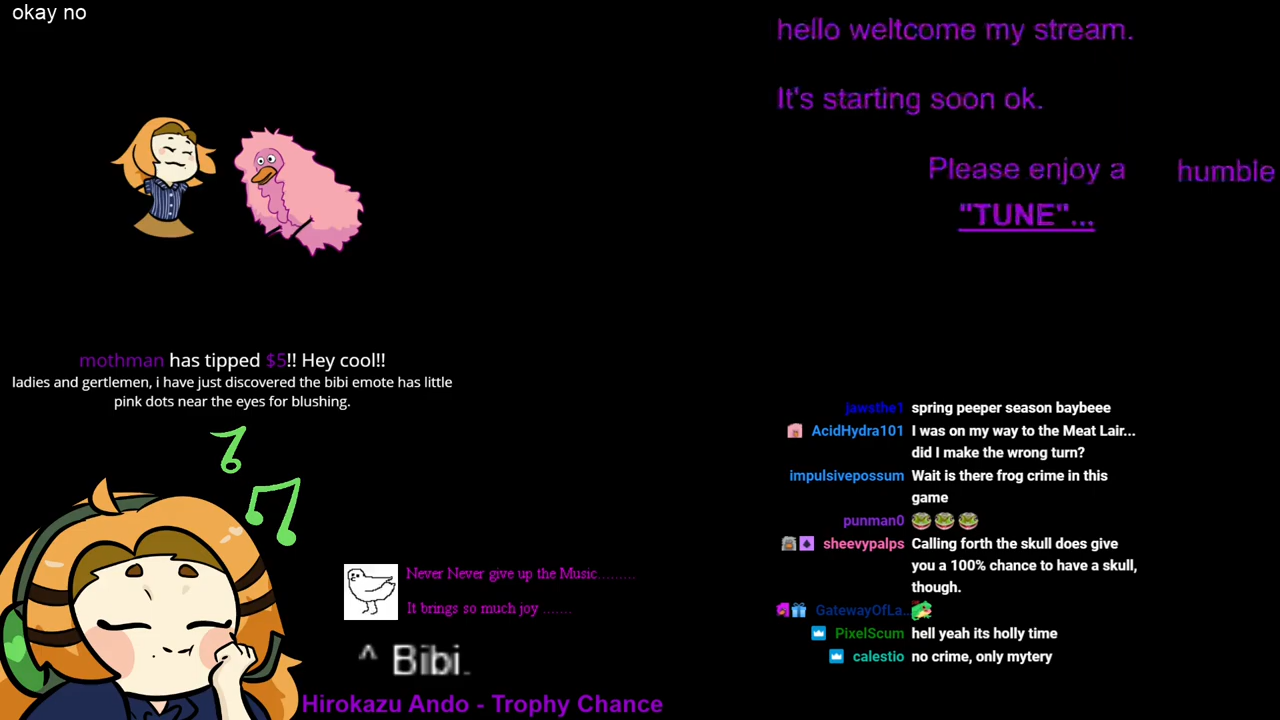 okay no
hello weltcome my stream.
It's starting soon ok.
Please enjoy a humble
"TUNE"...
mothman has tipped $5!! Hey cool!!
ladies and gertlemen, i have just discovered the bibi emote has little
pink dots near the eyes for blushing.
jawsthe1 spring peeper season baybeee
AcidHydra101 I was on my way to the Meat Lair...
did I make the wrong turn?
impulsivepossum Wait is there frog crime in this
game
punman0
sheevypalps Calling forth the skull does give
you a 100% chance to have a skull,
though.
GatewayOfLa...
PixelScum hell yeah its holly time
calestio no crime, only mytery
Never Never give up the Music.........
It brings so much joy .......
^ Bibi.
Hirokazu Ando - Trophy Chance